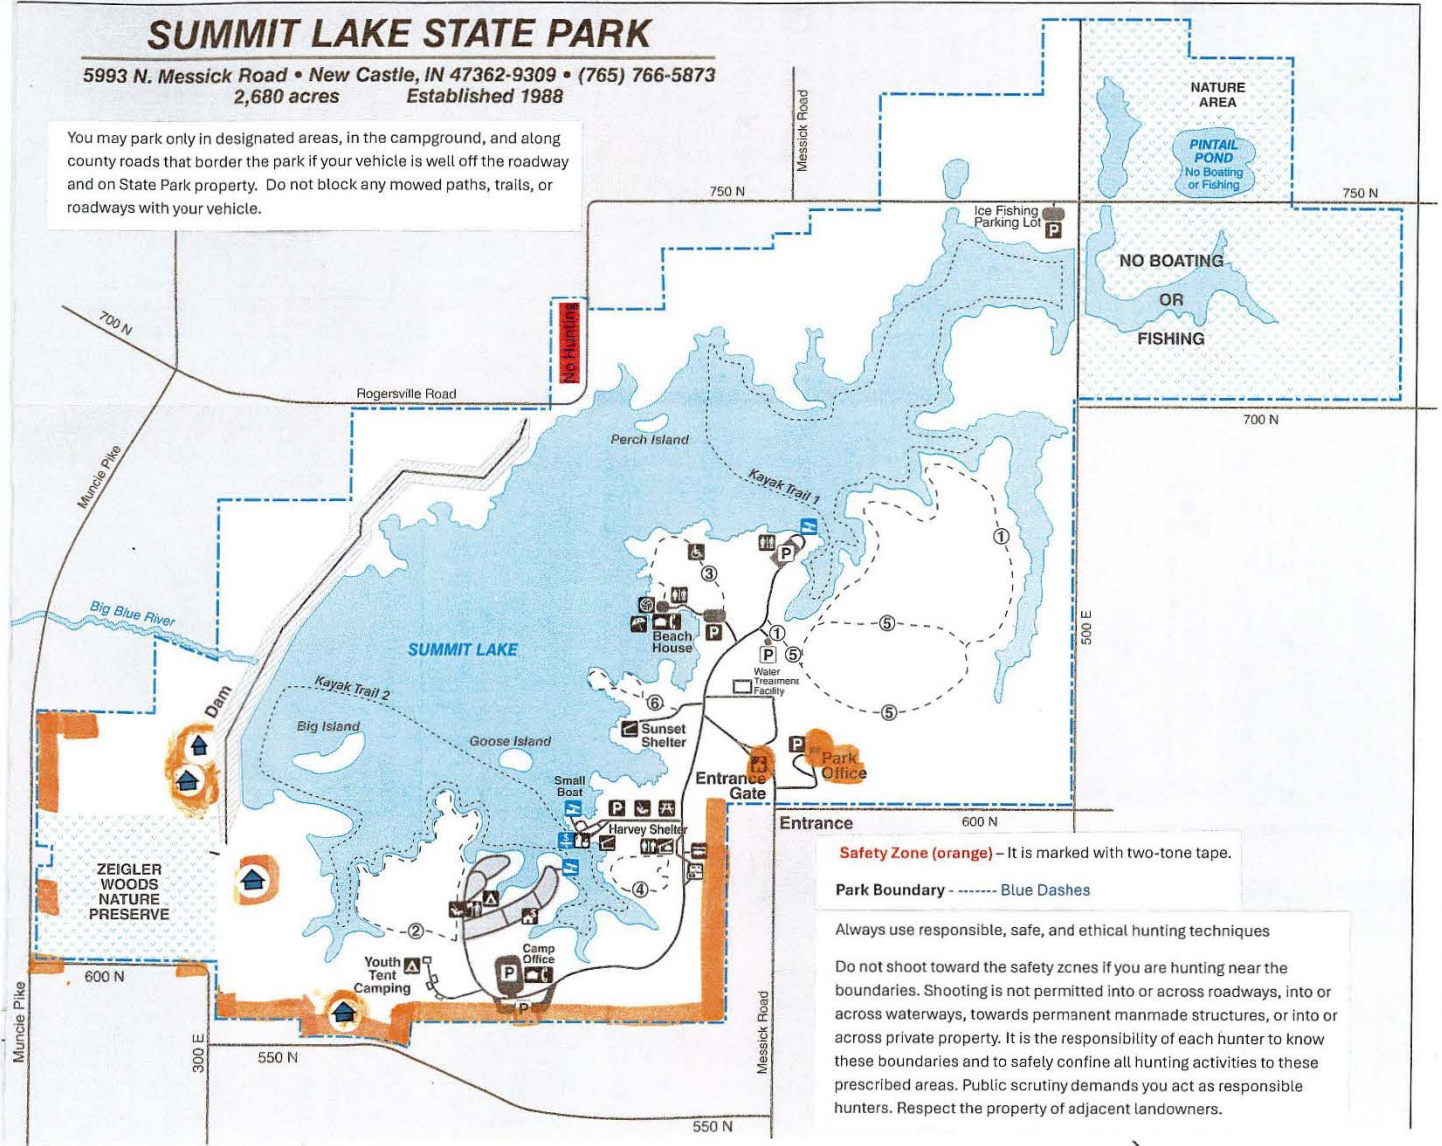 SUMMIT LAKE STATE PARK
5993 N. Messick Road • New Castle, IN 47362-9309 • (765) 766-5873
2,680 acres Established 1988
You may park only in designated areas, in the campground, and along
county roads that border the park if your vehicle is well off the roadway
and on State Park property. Do not block any mowed paths, trails, or
roadways with your vehicle.
Messick Road
NATURE
AREA
PINTAIL
POND
No Boating
or Fishing
750 N
750 N
Ice Fishing
Parking Lot
P
NO BOATING
OR
FISHING
700 N
No Hunting
Rogersville Road
700 N
Perch Island
Muncie Pike
Kayak Trail 1
1
P
3
Big Blue River
500 E
5
Beach
House
P
1
P
5
SUMMIT LAKE
Water
Treatment
Facility
Kayak Trail 2
Dam
6
5
Big Island
Goose Island
Sunset
Shelter
P
Park
Office
Small
Boat
Entrance
Gate
P
Harvey Shelter
Entrance
600 N
Safety Zone (orange) – It is marked with two-tone tape.
ZEIGLER
WOODS
NATURE
PRESERVE
4
Park Boundary - ------- Blue Dashes
2
Always use responsible, safe, and ethical hunting techniques
Youth
Tent
Camping
Camp
Office
P
P
600 N
Do not shoot toward the safety zones if you are hunting near the
boundaries. Shooting is not permitted into or across roadways, into or
across waterways, towards permanent manmade structures, or into or
across private property. It is the responsibility of each hunter to know
these boundaries and to safely confine all hunting activities to these
prescribed areas. Public scrutiny demands you act as responsible
hunters. Respect the property of adjacent landowners.
Muncie Pike
300 E
550 N
Messick Road
550 N